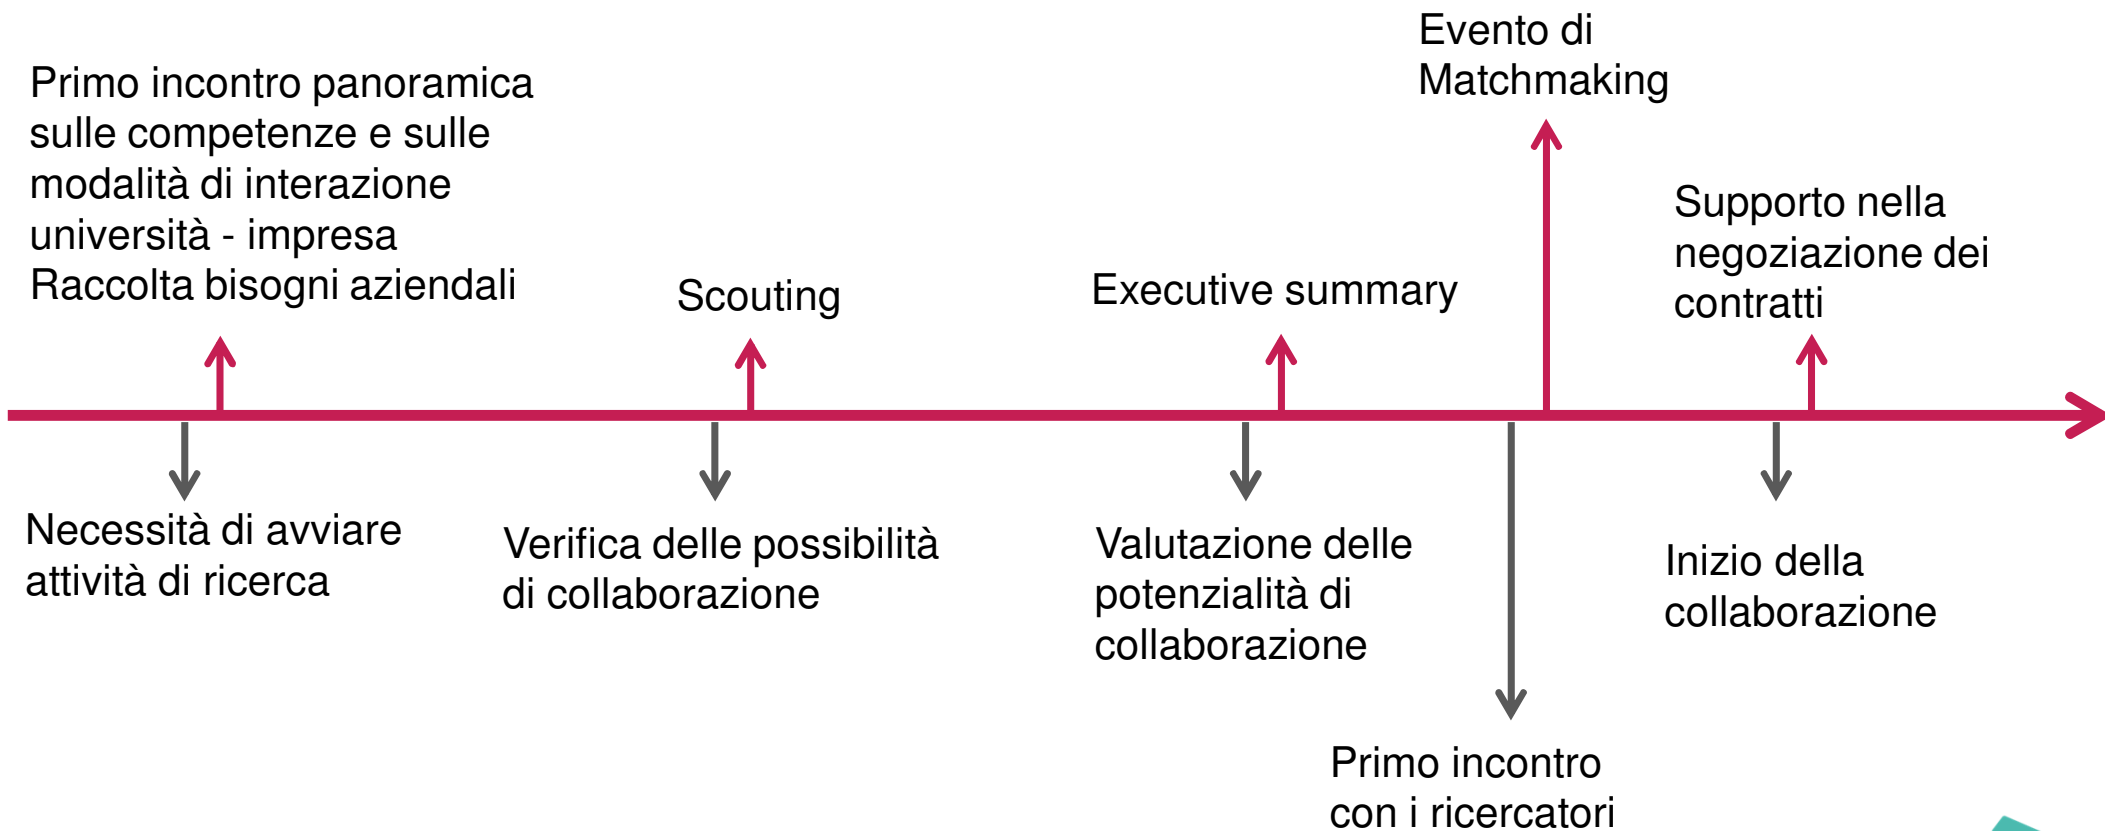 Primo incontro panoramica
sulle competenze e sulle
modalità di interazione
università - impresa
Raccolta bisogni aziendali
Scouting
Executive summary
Evento di
Matchmaking
Supporto nella
negoziazione dei
contratti
Necessità di avviare
attività di ricerca
Verifica delle possibilità
di collaborazione
Valutazione delle
potenzialità di
collaborazione
Primo incontro
con i ricercatori
Inizio della
collaborazione